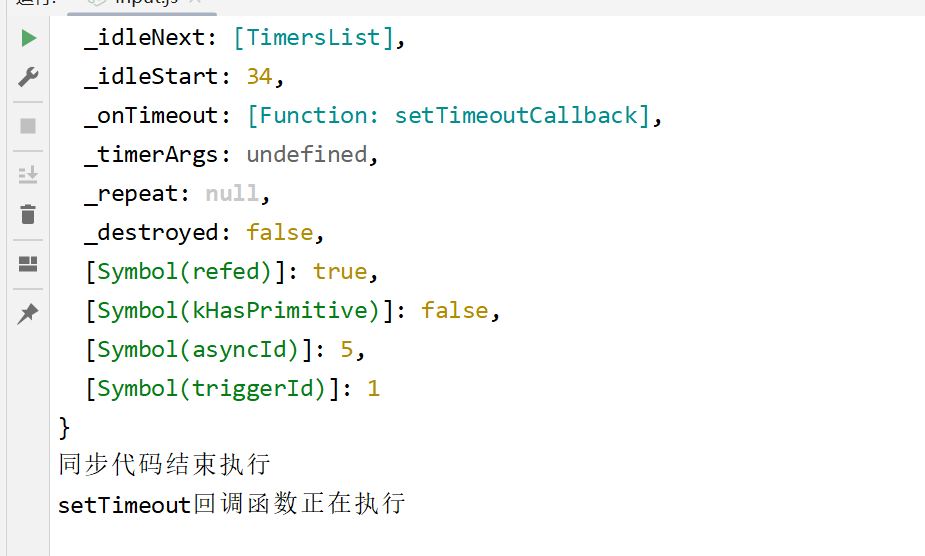 input.js
_idleNext: [TimersList],
_idleStart: 34,
_onTimeout: [Function: setTimeoutCallback],
_timerArgs: undefined,
_repeat: null,
_destroyed: false,
[Symbol(refed)]: true,
[Symbol(kHasPrimitive)]: false,
[Symbol(asyncId)]: 5,
[Symbol(triggerId)]: 1
}
同步代码结束执行
setTimeout回调函数正在执行